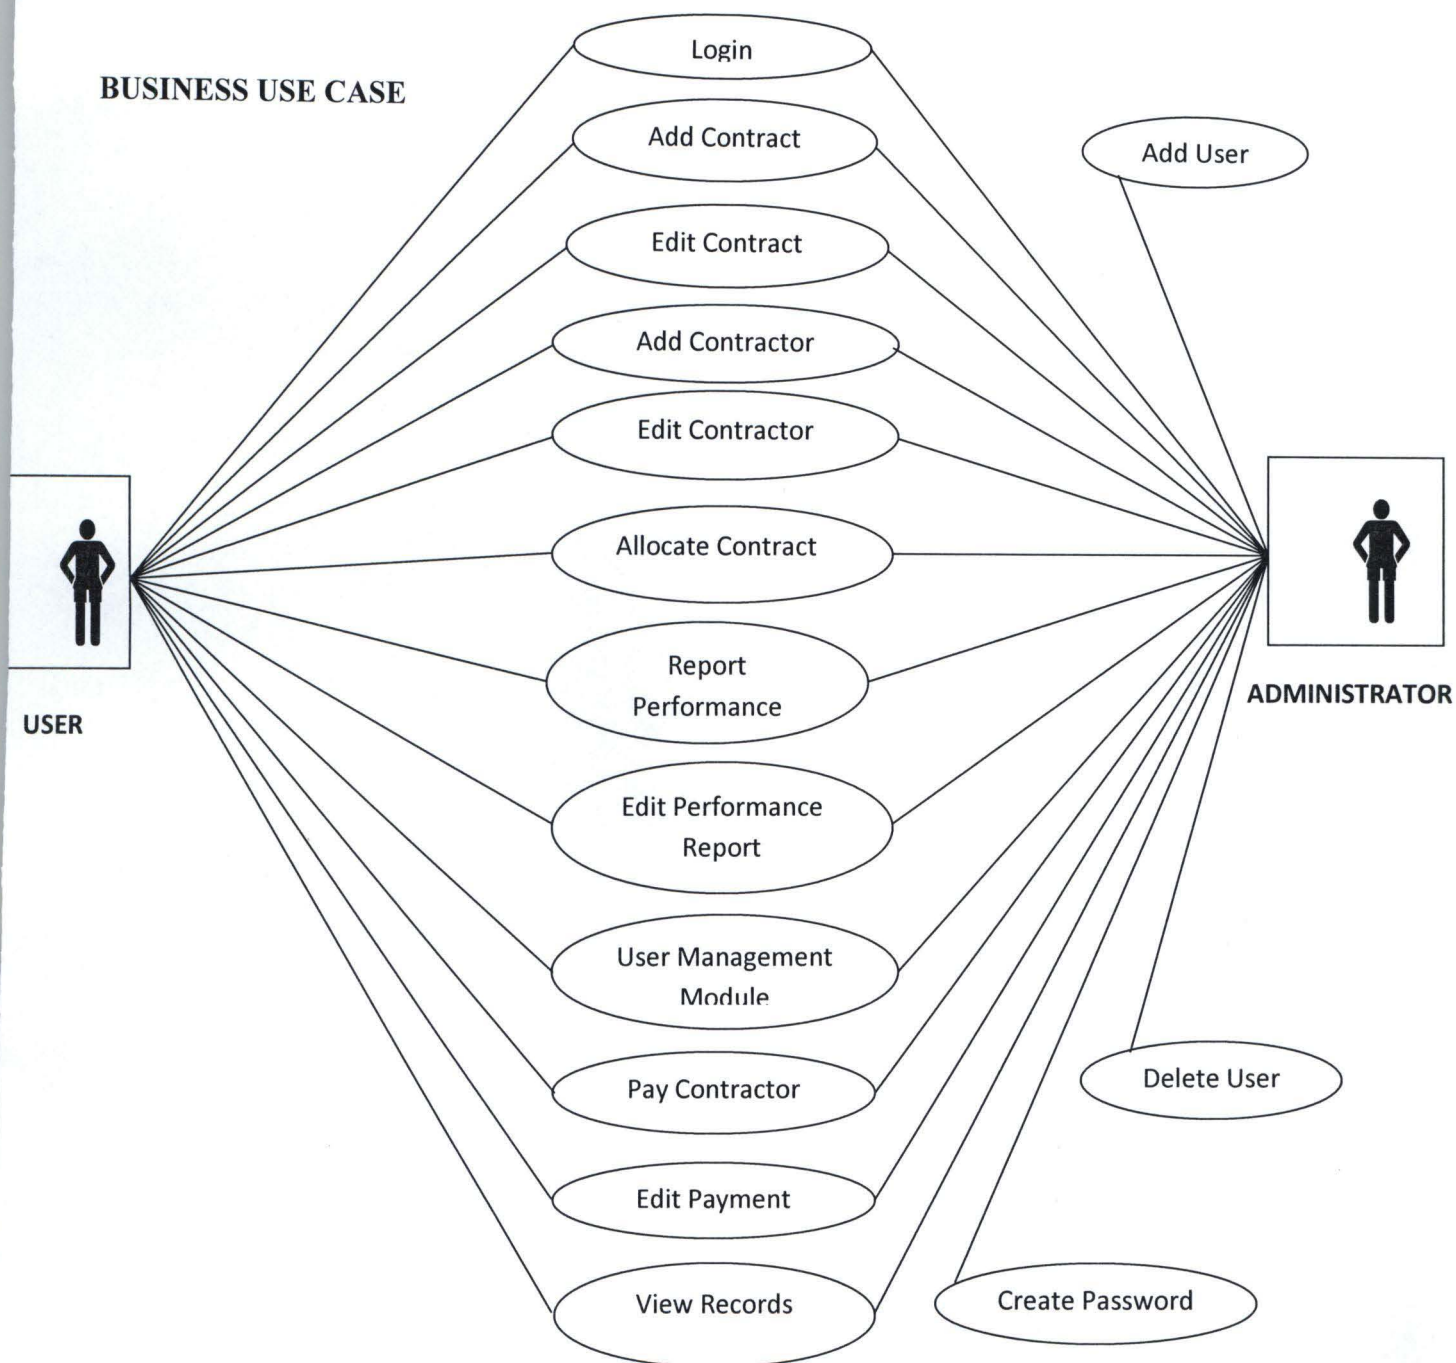 Login
BUSINESS USE CASE
Add Contract
Add User
Edit Contract
Add Contractor
Edit Contractor
Allocate Contract
Report
Performance
ADMINISTRATOR
USER
Edit Performance
Report
User Management
Module
Delete User
Pay Contractor
Edit Payment
View Records
Create Password